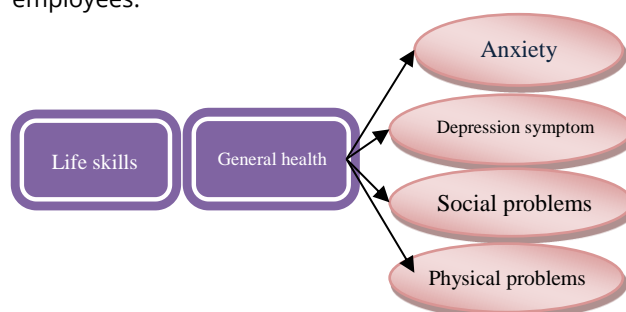 employees.
Anxiety
Depression symptom
Life skills
General health
Social problems
Physical problems